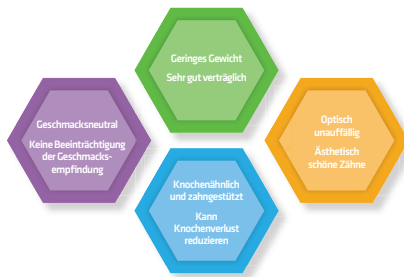 Geringes Gewicht
Sehr gut verträglich
Geschmacksneutral
Keine Beeinträchtigung
der Geschmacks-
empfindung
Optisch
unauffällig
Ästhetisch
schöne Zähne
Knochenähnlich
und zahngestützt
Kann
Knochenverlust
reduzieren